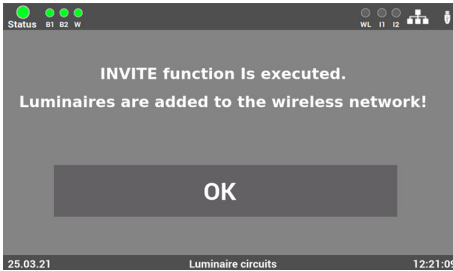 Status B1 B2 W WL I1 I2
INVITE function Is executed.
Luminaires are added to the wireless network!
OK
25.03.21 Luminaire circuits 12:21:09